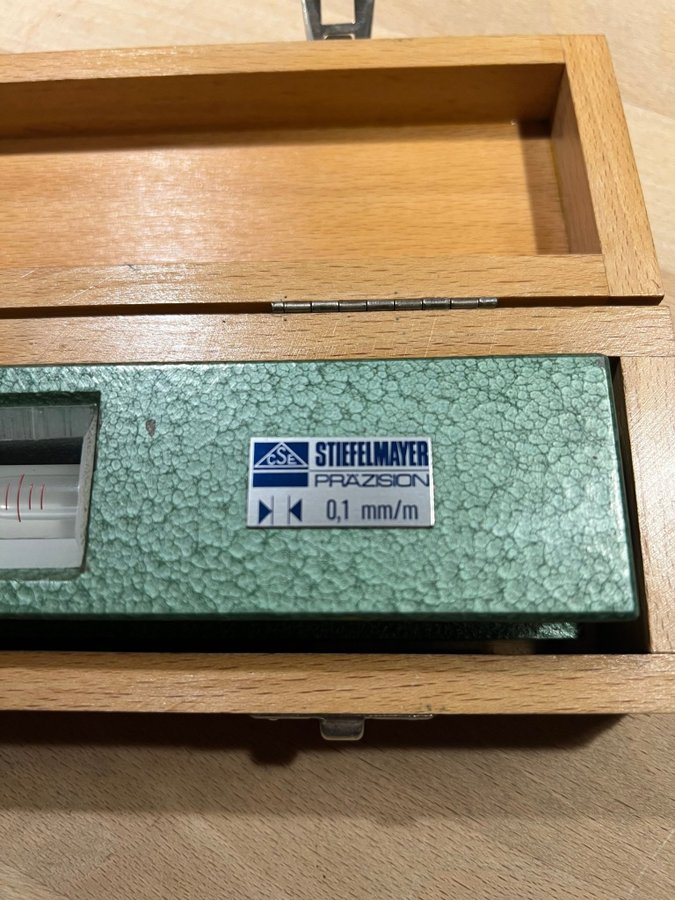 CSE
STIEFELMAYER
PRÄZISION
0,1 mm/m